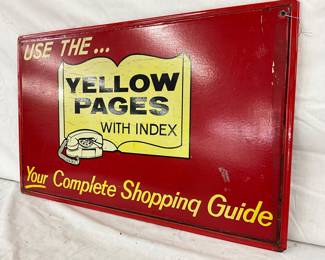 USE THE...
YELLOW
PAGES
WITH INDEX
Your Complete Shopping Guide